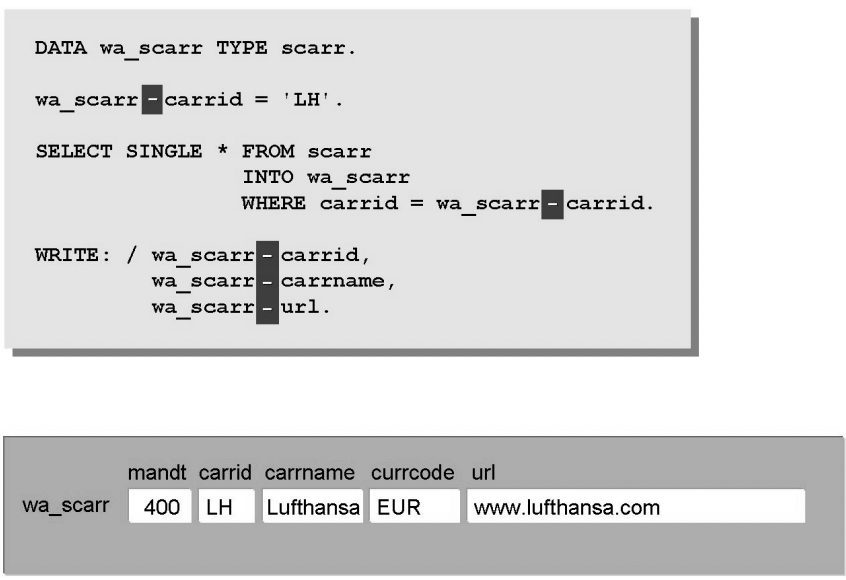 DATA wa_scarr TYPE scarr.
wa_scarr-carrid = 'LH'.
SELECT SINGLE * FROM scarr
INTO wa_scarr
WHERE carrid = wa_scarr-carrid.
WRITE: / wa_scarr-carrid,
wa_scarr-carrname,
wa_scarr-url.
mandt carrid carrname currcode url
wa_scarr 400 LH Lufthansa EUR www.lufthansa.com